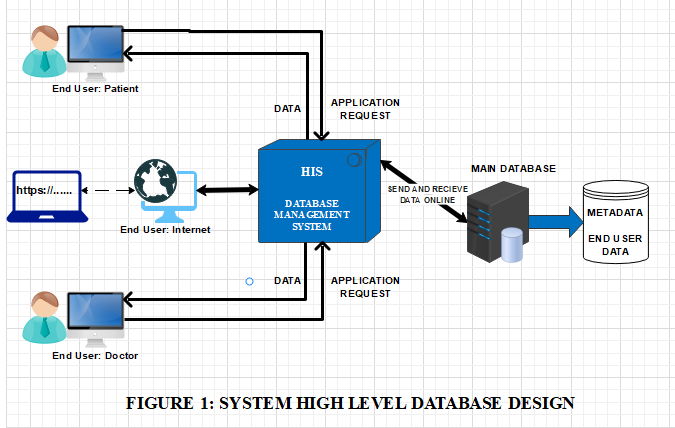 End User: Patient
DATA
APPLICATION
REQUEST
HIS
DATABASE
MANAGEMENT
SYSTEM
https://......
End User: Internet
SEND AND RECIEVE
DATA ONLINE
MAIN DATABASE
METADATA
END USER
DATA
DATA
APPLICATION
REQUEST
End User: Doctor
FIGURE 1: SYSTEM HIGH LEVEL DATABASE DESIGN